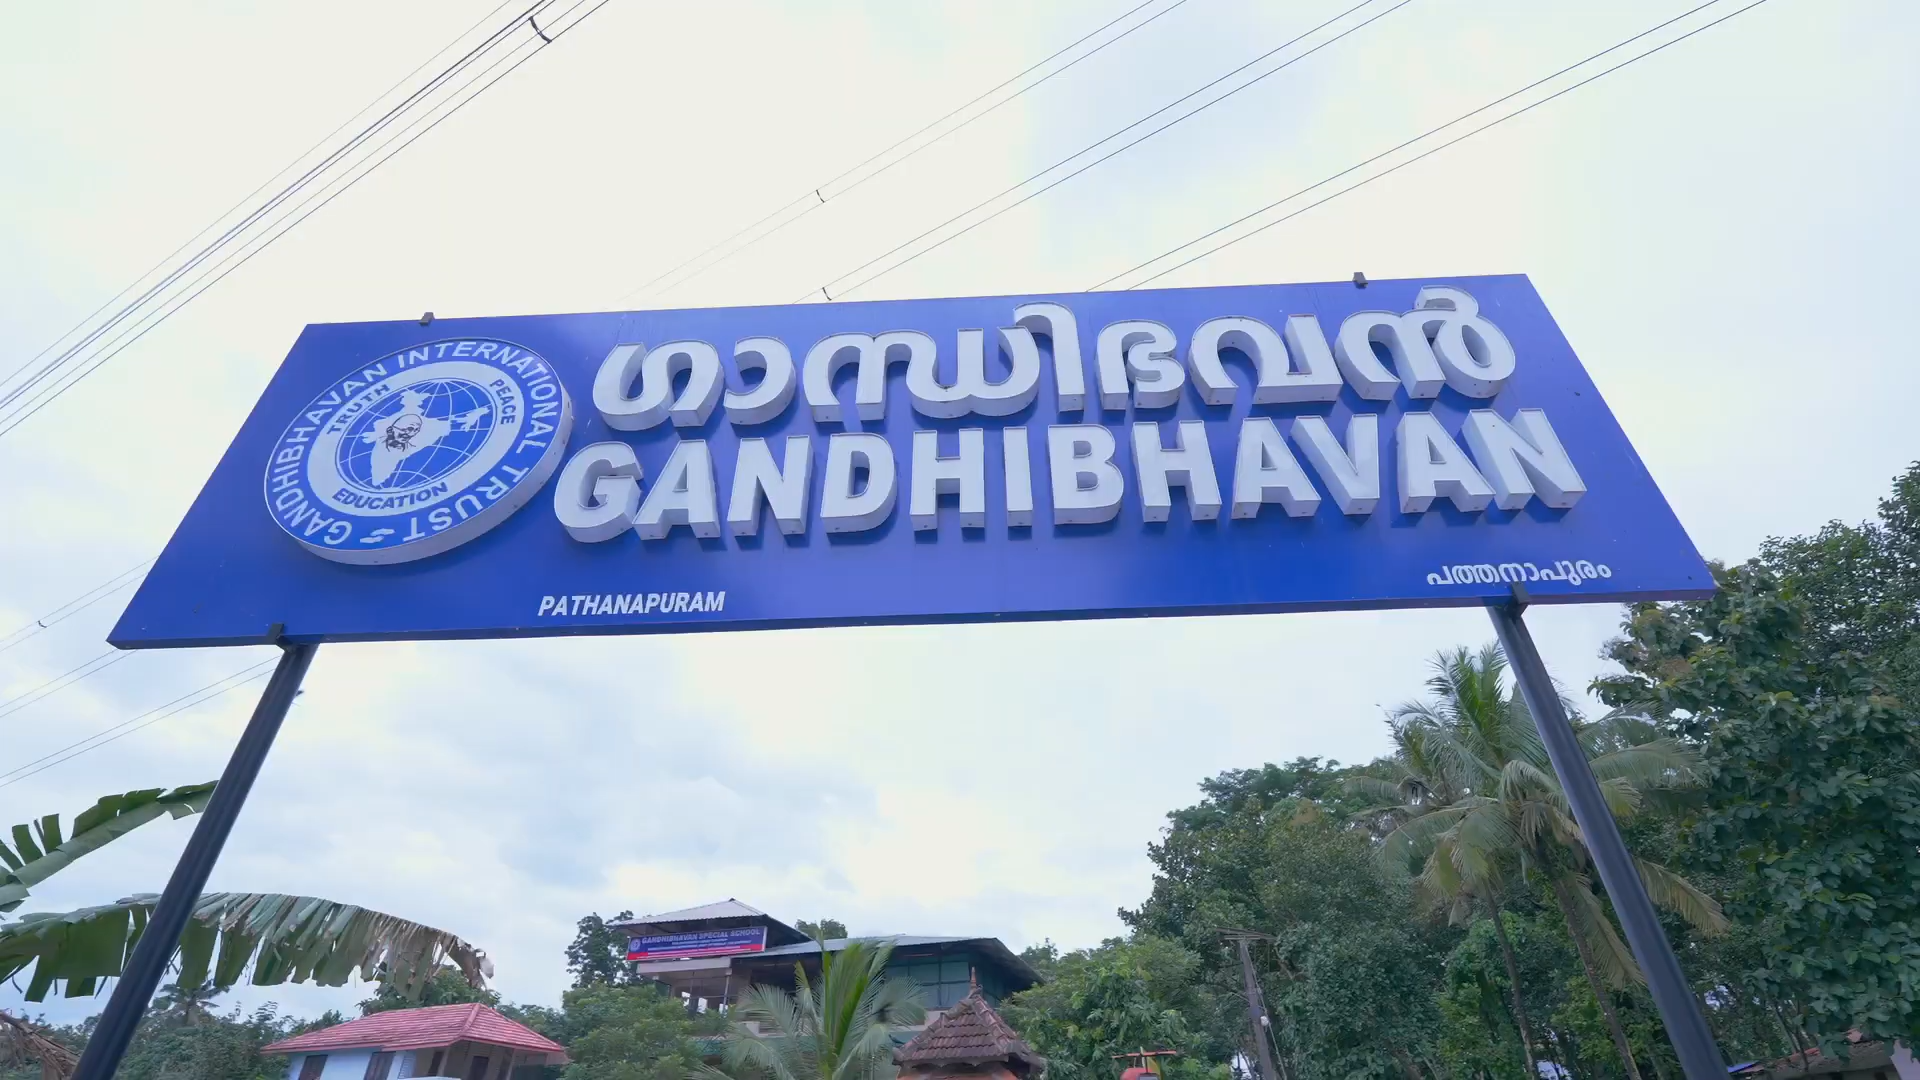 GANDHIBHAVAN INTERNATIONAL TRUST
TRUTH
PEACE
EDUCATION
ഗാന്ധിഭവൻ
GANDHIBHAVAN
PATHANAPURAM
പത്തനാപുരം
GANDHIBHAVAN SPECIAL SCHOOL